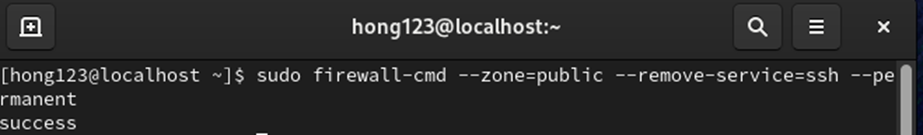 hong123@localhost:~
[hong123@localhost ~]$ sudo firewall-cmd --zone=public --remove-service=ssh --pe
rmanent
success